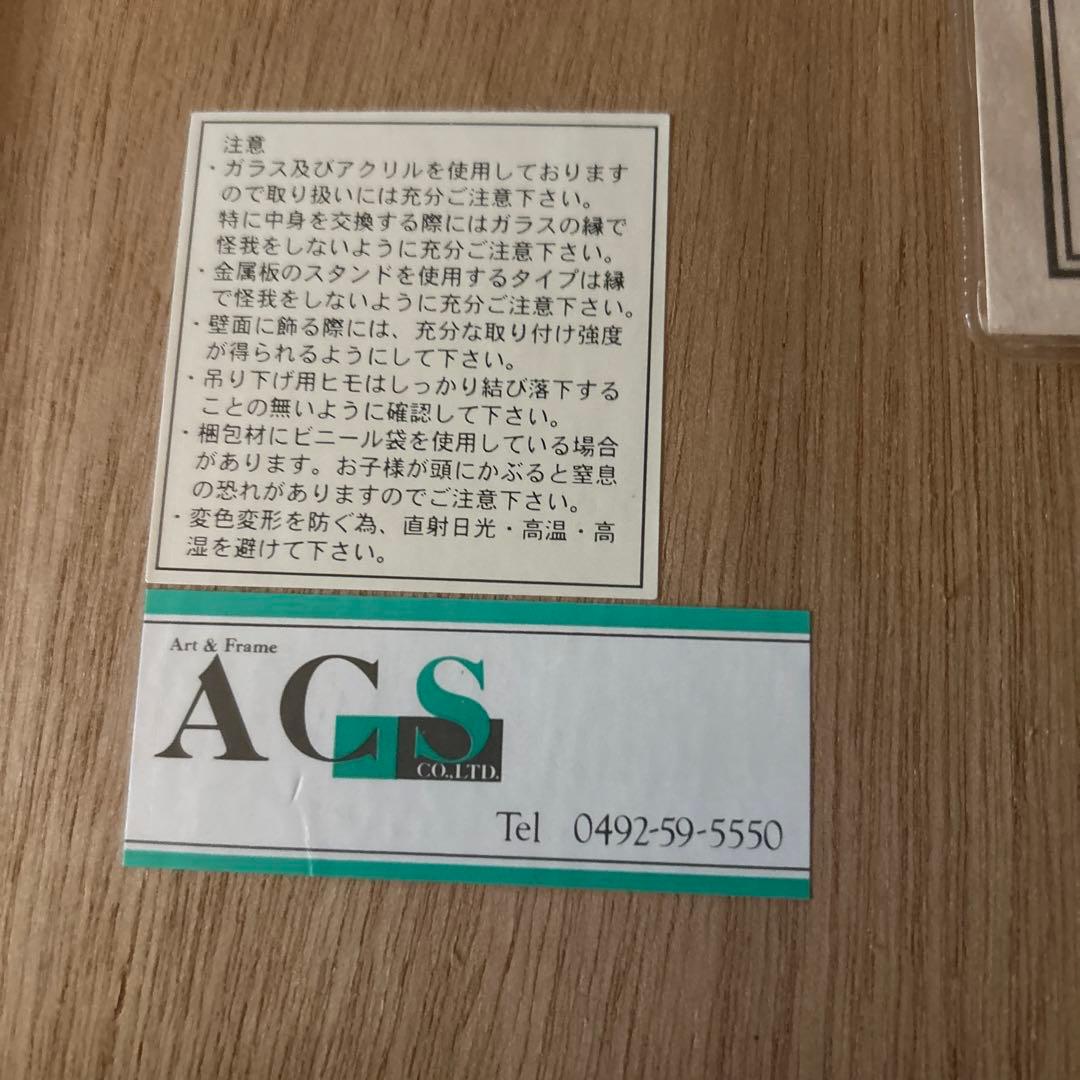 注意
・ガラス及びアクリルを使用しております
ので取り扱いには充分ご注意下さい。
特に中身を交換する際にはガラスの縁で
怪我をしないように充分ご注意下さい。
・金属板のスタンドを使用するタイプは縁
で怪我をしないように充分ご注意下さい。
・壁面に飾る際には、充分な取り付け強度
が得られるようにして下さい。
・吊り下げ用ヒモはしっかり結び落下する
ことの無いように確認して下さい。
・梱包材にビニール袋を使用している場合
があります。お子様が頭にかぶると窒息
の恐れがありますのでご注意下さい。
・変色変形を防ぐ為、直射日光・高温・高
湿を避けて下さい。
Art & Frame
ACS
CO.,LTD.
Tel 0492-59-5550